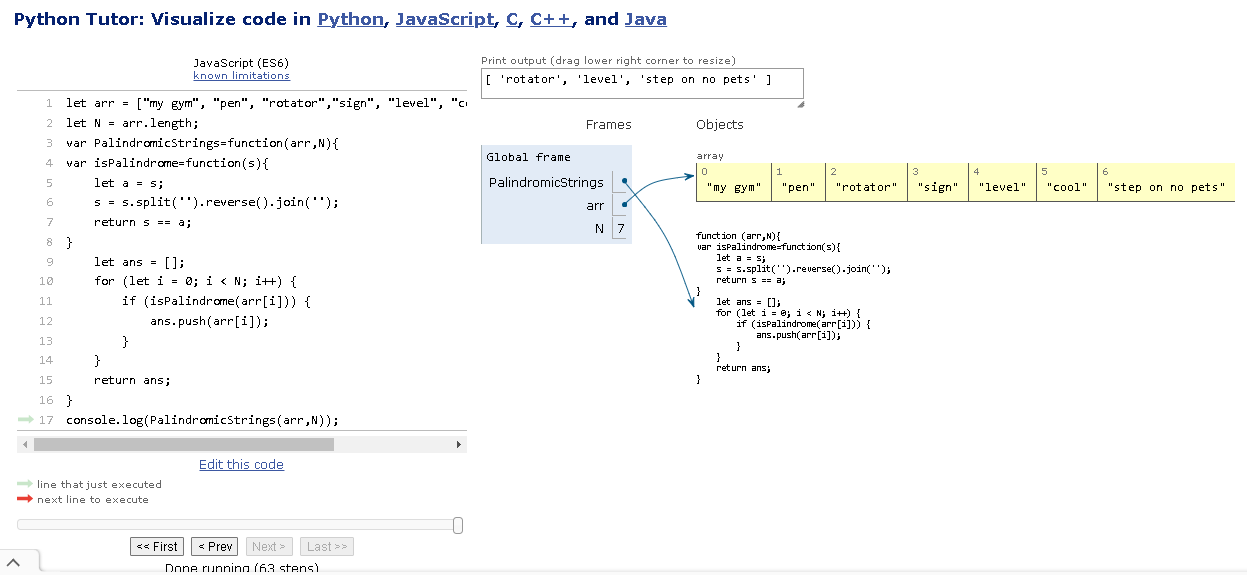 Python Tutor: Visualize code in Python, JavaScript, C, C++, and Java
JavaScript (ES6)
known limitations
1 let arr = ["my gym", "pen", "rotator","sign", "level", "co
2 let N = arr.length;
3 var PalindromicStrings=function(arr,N){
4 var isPalindrome=function(s){
5     let a = s;
6     s = s.split('').reverse().join('');
7     return s == a;
8 }
9     let ans = [];
10     for (let i = 0; i < N; i++) {
11         if (isPalindrome(arr[i])) {
12             ans.push(arr[i]);
13         }
14     }
15     return ans;
16 }
17 console.log(PalindromicStrings(arr,N));
Edit this code
line that just executed
next line to execute
<< First < Prev Next > Last >>
Done running (63 steps)
Print output (drag lower right corner to resize)
[ 'rotator', 'level', 'step on no pets' ]
Frames
Global frame
PalindromicStrings
arr
N 7
Objects
array
0 1 2 3 4 5 6
"my gym" "pen" "rotator" "sign" "level" "cool" "step on no pets"
function (arr,N){
var isPalindrome=function(s){
    let a = s;
    s = s.split('').reverse().join('');
    return s == a;
}
    let ans = [];
    for (let i = 0; i < N; i++) {
        if (isPalindrome(arr[i])) {
            ans.push(arr[i]);
        }
    }
    return ans;
}